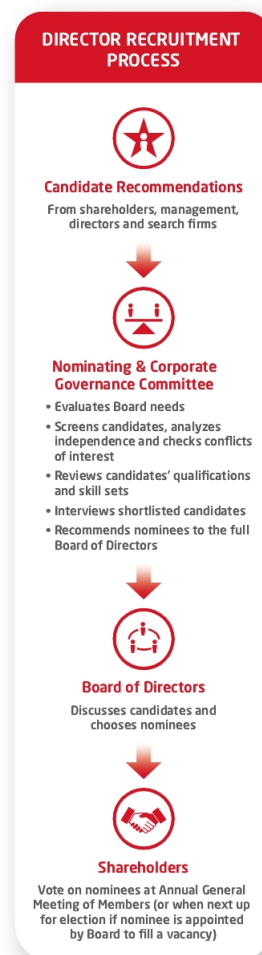 DIRECTOR RECRUITMENT
PROCESS
Candidate Recommendations
From shareholders, management,
directors and search firms
Nominating & Corporate
Governance Committee
• Evaluates Board needs
• Screens candidates, analyzes
independence and checks conflicts
of interest
• Reviews candidates' qualifications
and skill sets
• Interviews shortlisted candidates
• Recommends nominees to the full
Board of Directors
Board of Directors
Discusses candidates and
chooses nominees
Shareholders
Vote on nominees at Annual General
Meeting of Members (or when next up
for election if nominee is appointed
by Board to fill a vacancy)